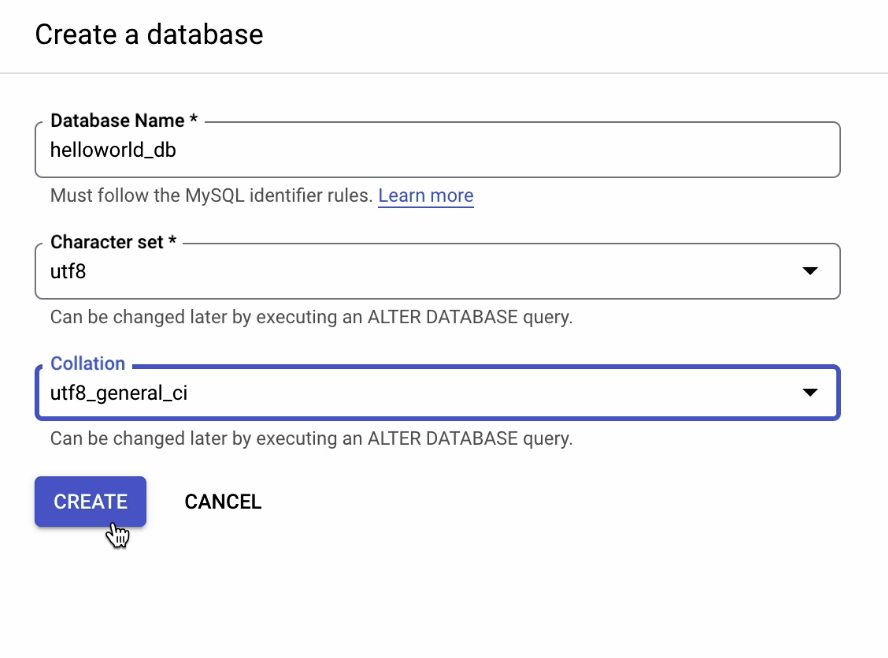 Create a database
Database Name *
helloworld_db
Must follow the MySQL identifier rules. Learn more
Character set *
utf8
Can be changed later by executing an ALTER DATABASE query.
Collation
utf8_general_ci
Can be changed later by executing an ALTER DATABASE query.
CREATE CANCEL